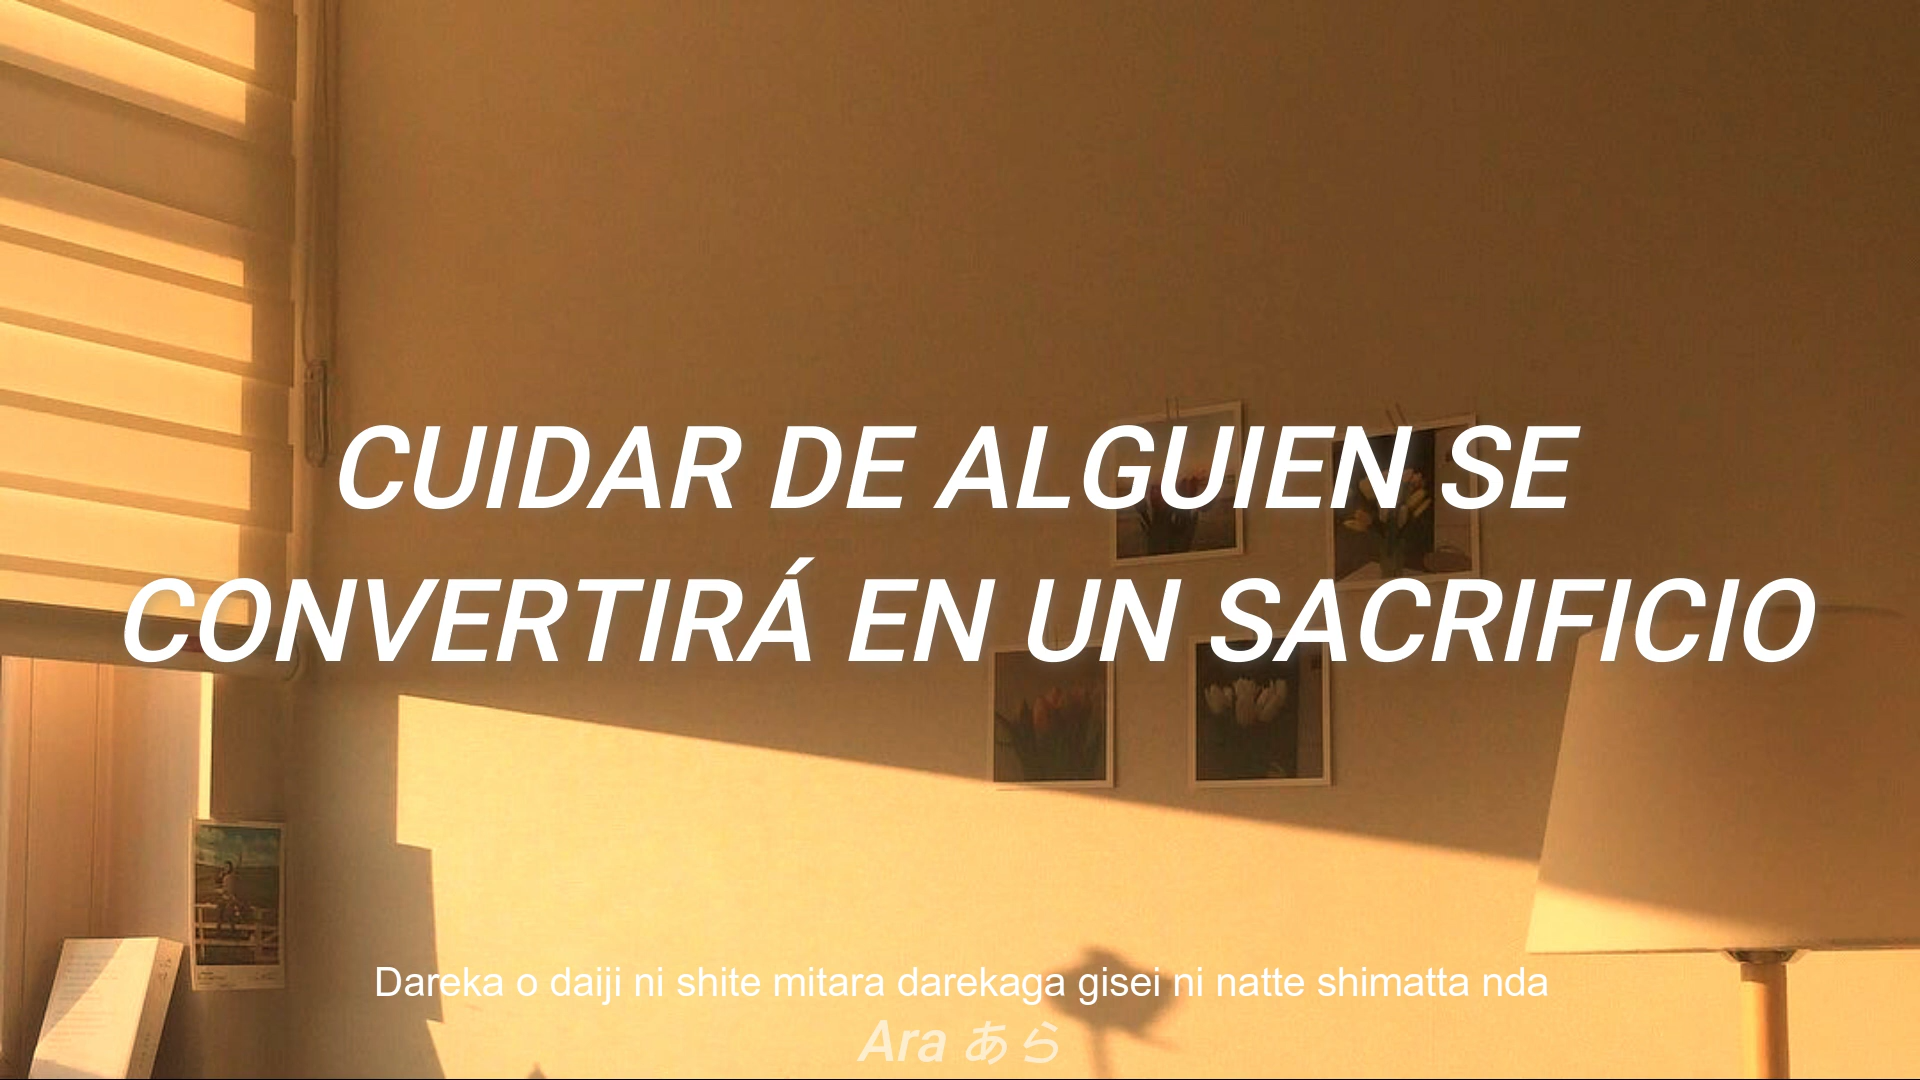 CUIDAR DE ALGUIEN SE
CONVERTIRÁ EN UN SACRIFICIO
Dareka o daiji ni shite mitara darekaga gisei ni natte shimatta nda
Ara あら